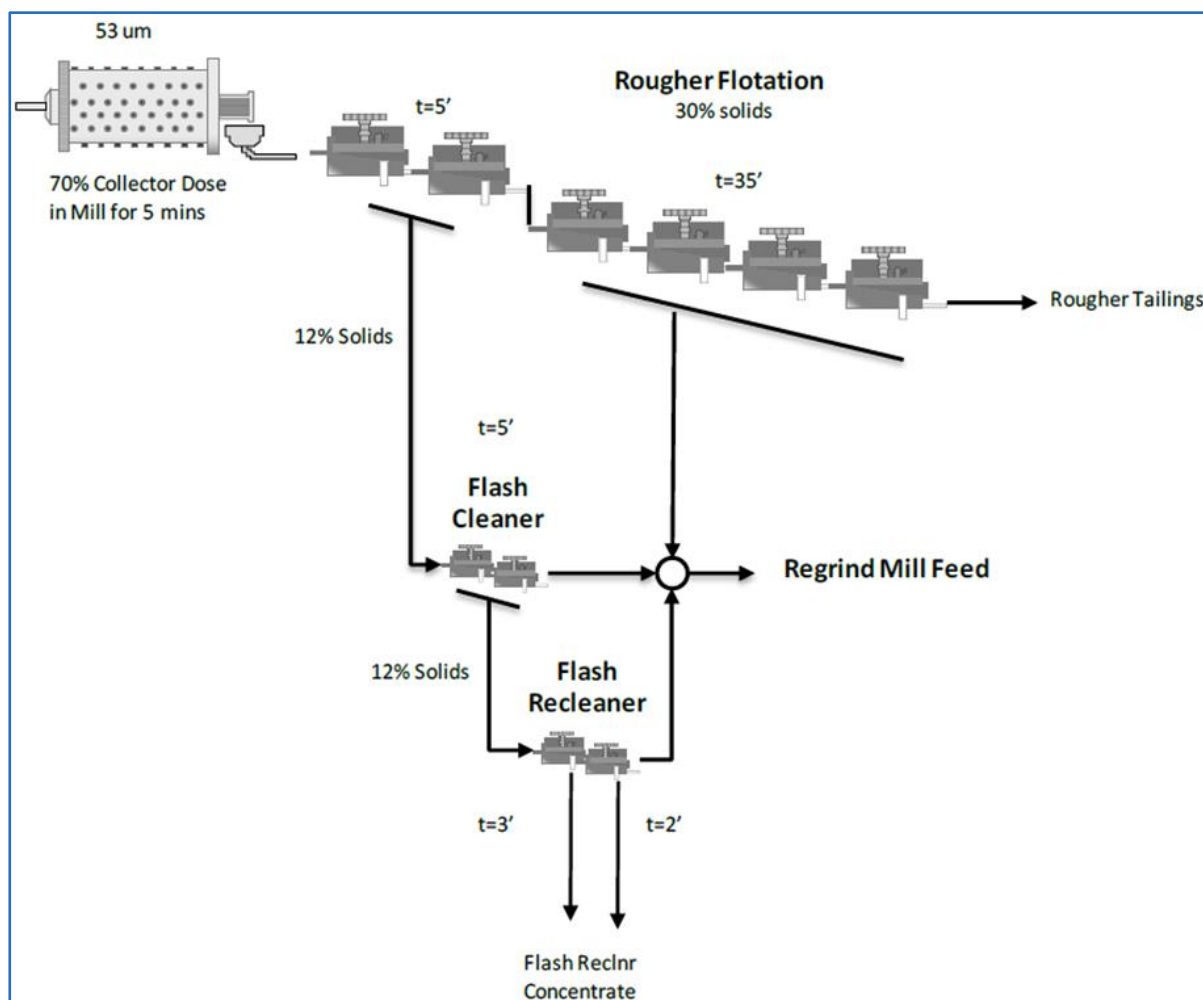 53 um
70% Collector Dose
in Mill for 5 mins
t=5’
Rougher Flotation
30% solids
t=35’
Rougher Tailings
12% Solids
t=5’
Flash
Cleaner
Regrind Mill Feed
12% Solids
Flash
Recleaner
t=3’
t=2’
Flash Reclnr
Concentrate